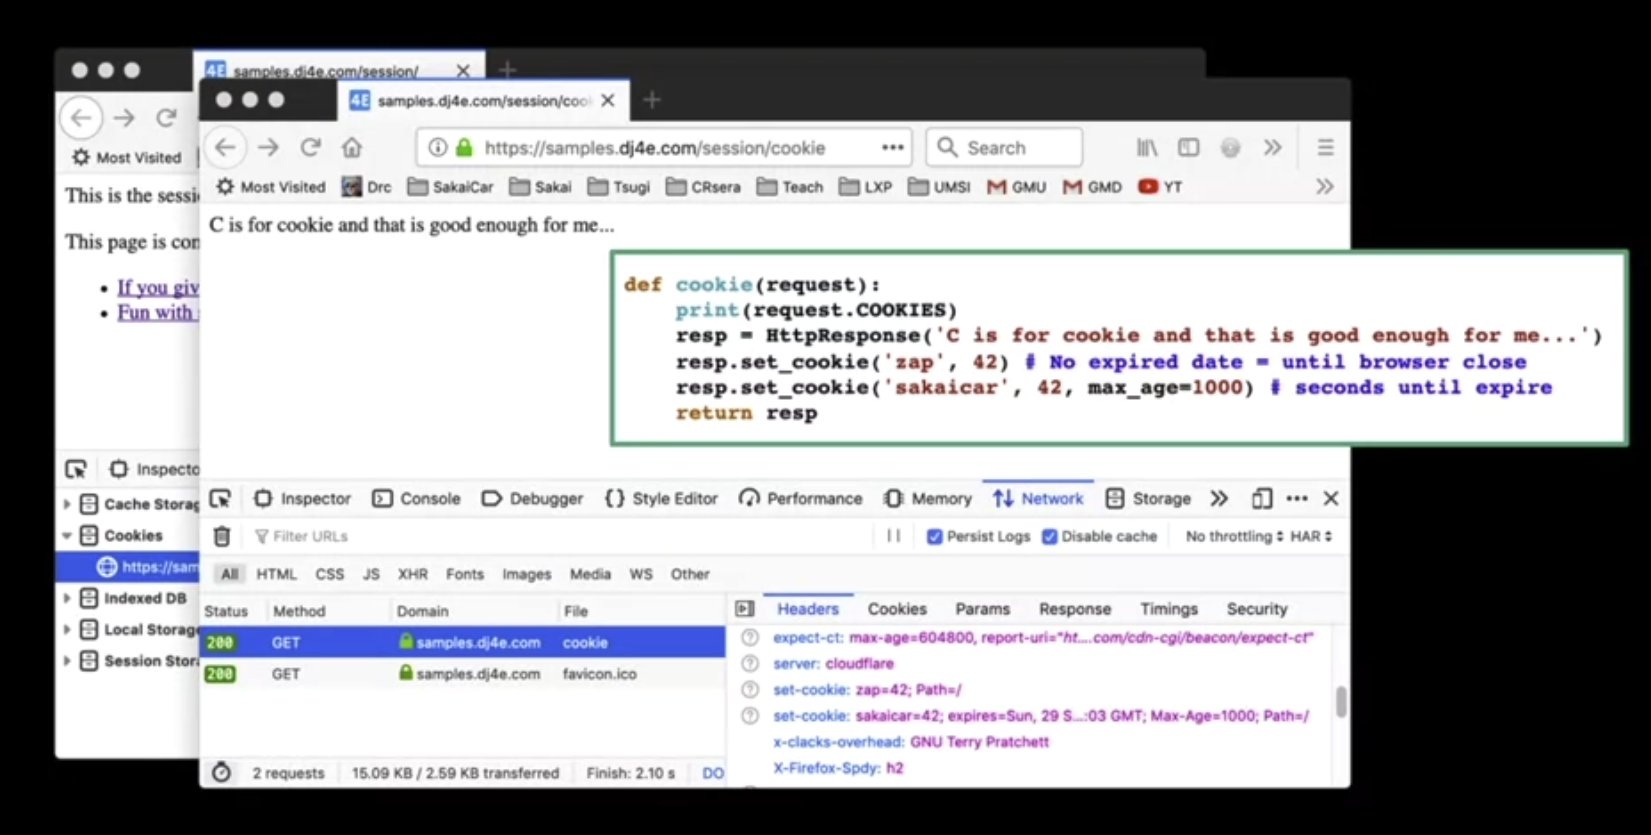 samples.dj4e.com/session/
samples.dj4e.com/session/coo
https://samples.dj4e.com/session/cookie
Search
Most Visited
Most Visited Drc SakaiCar Sakai Tsugi CRsera Teach LXP UMSI GMU GMD YT
This is the sessi
This page is con
If you giv
Fun with
C is for cookie and that is good enough for me...
def cookie(request):
print(request.COOKIES)
resp = HttpResponse('C is for cookie and that is good enough for me...')
resp.set_cookie('zap', 42) # No expired date = until browser close
resp.set_cookie('sakaicar', 42, max_age=1000) # seconds until expire
return resp
Inspecto
Cache Storag
Cookies
https://sam
Indexed DB
Local Storage
Session Stor
Inspector Console Debugger {} Style Editor Performance Memory Network Storage
Filter URLs Persist Logs Disable cache No throttling HAR
All HTML CSS JS XHR Fonts Images Media WS Other
Status Method Domain File
200 GET samples.dj4e.com cookie
200 GET samples.dj4e.com favicon.ico
2 requests 15.09 KB / 2.59 KB transferred Finish: 2.10 s DO
Headers Cookies Params Response Timings Security
expect-ct: max-age=604800, report-uri="ht....com/cdn-cgi/beacon/expect-ct"
server: cloudflare
set-cookie: zap=42; Path=/
set-cookie: sakaicar=42; expires=Sun, 29 S...:03 GMT; Max-Age=1000; Path=/
x-clacks-overhead: GNU Terry Pratchett
X-Firefox-Spdy: h2